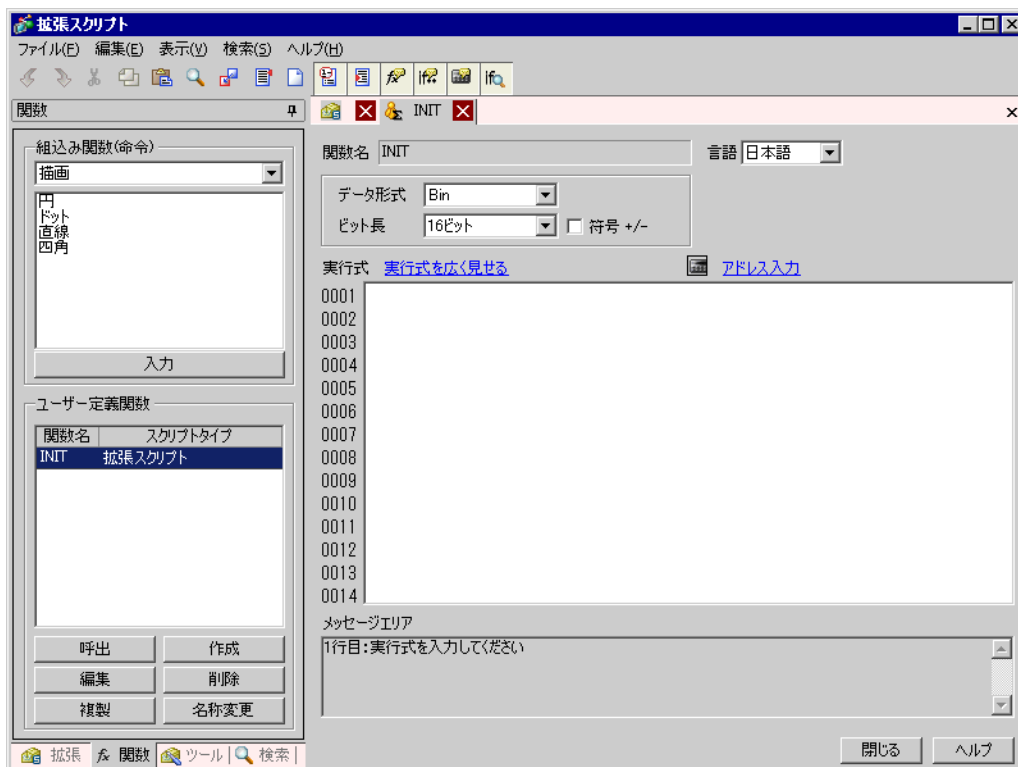 拡張スクリプト
ファイル(F) 編集(E) 表示(V) 検索(S) ヘルプ(H)
関数
INIT
組込み関数(命令)
描画
円
ドット
直線
四角
入力
ユーザー定義関数
関数名 スクリプトタイプ
INIT 拡張スクリプト
呼出 作成
編集 削除
複製 名称変更
拡張 fx 関数 ツール 検索
関数名 INIT 言語 日本語
データ形式 Bin
ビット長 16ビット 符号 +/-
実行式 実行式を広く見せる アドレス入力
0001
0002
0003
0004
0005
0006
0007
0008
0009
0010
0011
0012
0013
0014
メッセージエリア
1行目:実行式を入力してください
閉じる ヘルプ